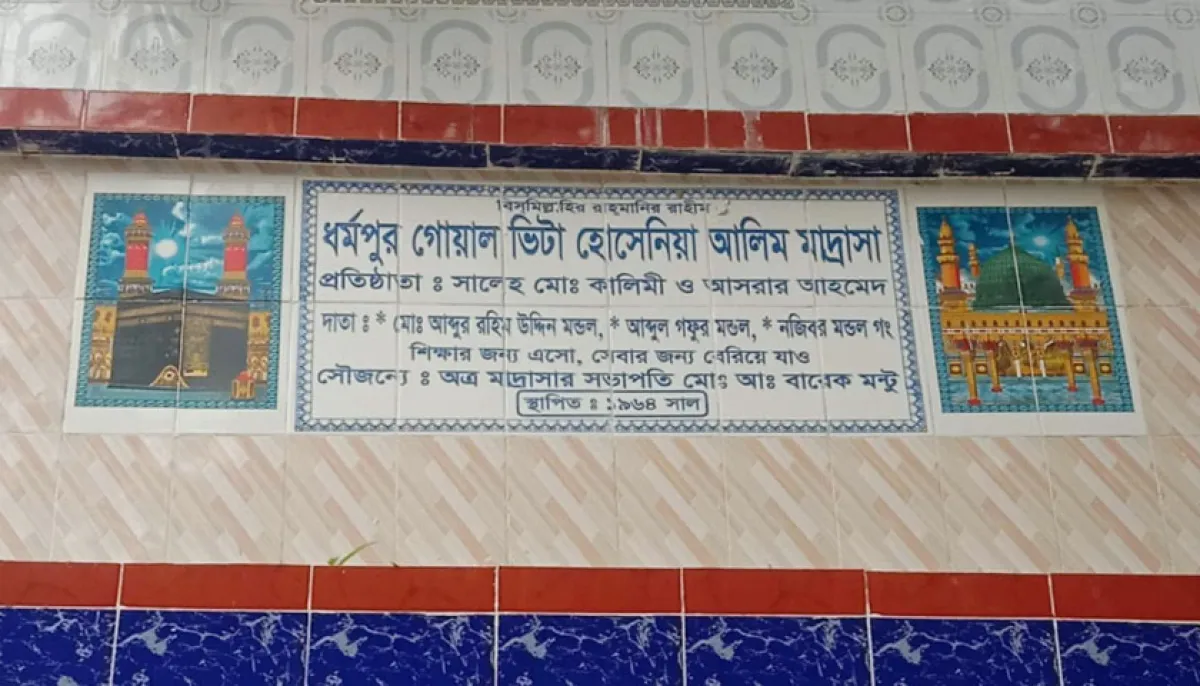 বিসমিল্লাহির রাহমানির রাহীম
ধর্মপুর গোয়াল ভিটা হোসেনিয়া আলিম মাদ্রাসা
প্রতিষ্ঠাতা ঃ সালেহ মোঃ কালিমী ও আসরার আহমেদ
দাতা ঃ * মোঃ আব্দুর রহিম উদ্দিন মন্ডল, * আব্দুল গফুর মন্ডল, * নজিবর মন্ডল গং
শিক্ষার জন্য এসো, সেবার জন্য বেরিয়ে যাও
সৌজন্যে ঃ অত্র মাদ্রাসার সভাপতি মোঃ আঃ বারেক মন্টু
স্থাপিত ঃ ১৯৬৪ সাল